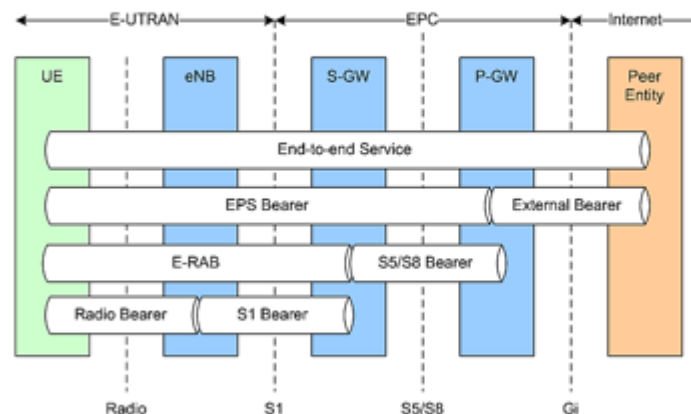 E-UTRAN
EPC
Internet
UE
eNB
S-GW
P-GW
Peer
Entity
End-to-end Service
EPS Bearer
External Bearer
E-RAB
S5/S8 Bearer
Radio Bearer
S1 Bearer
Radio
S1
S5/S8
Gi